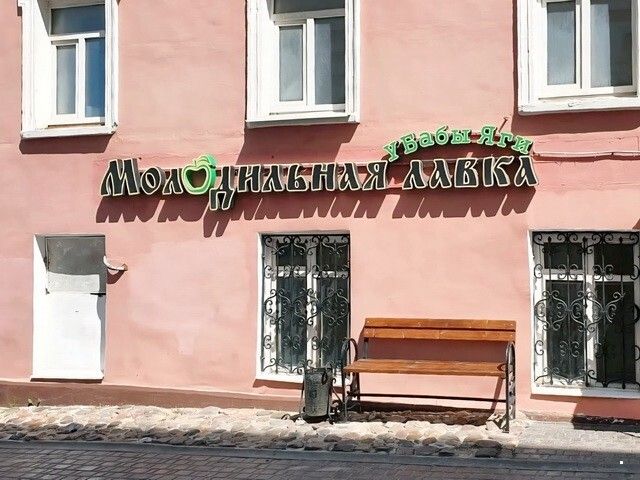 у Бабы Яги
Молодильная лавка